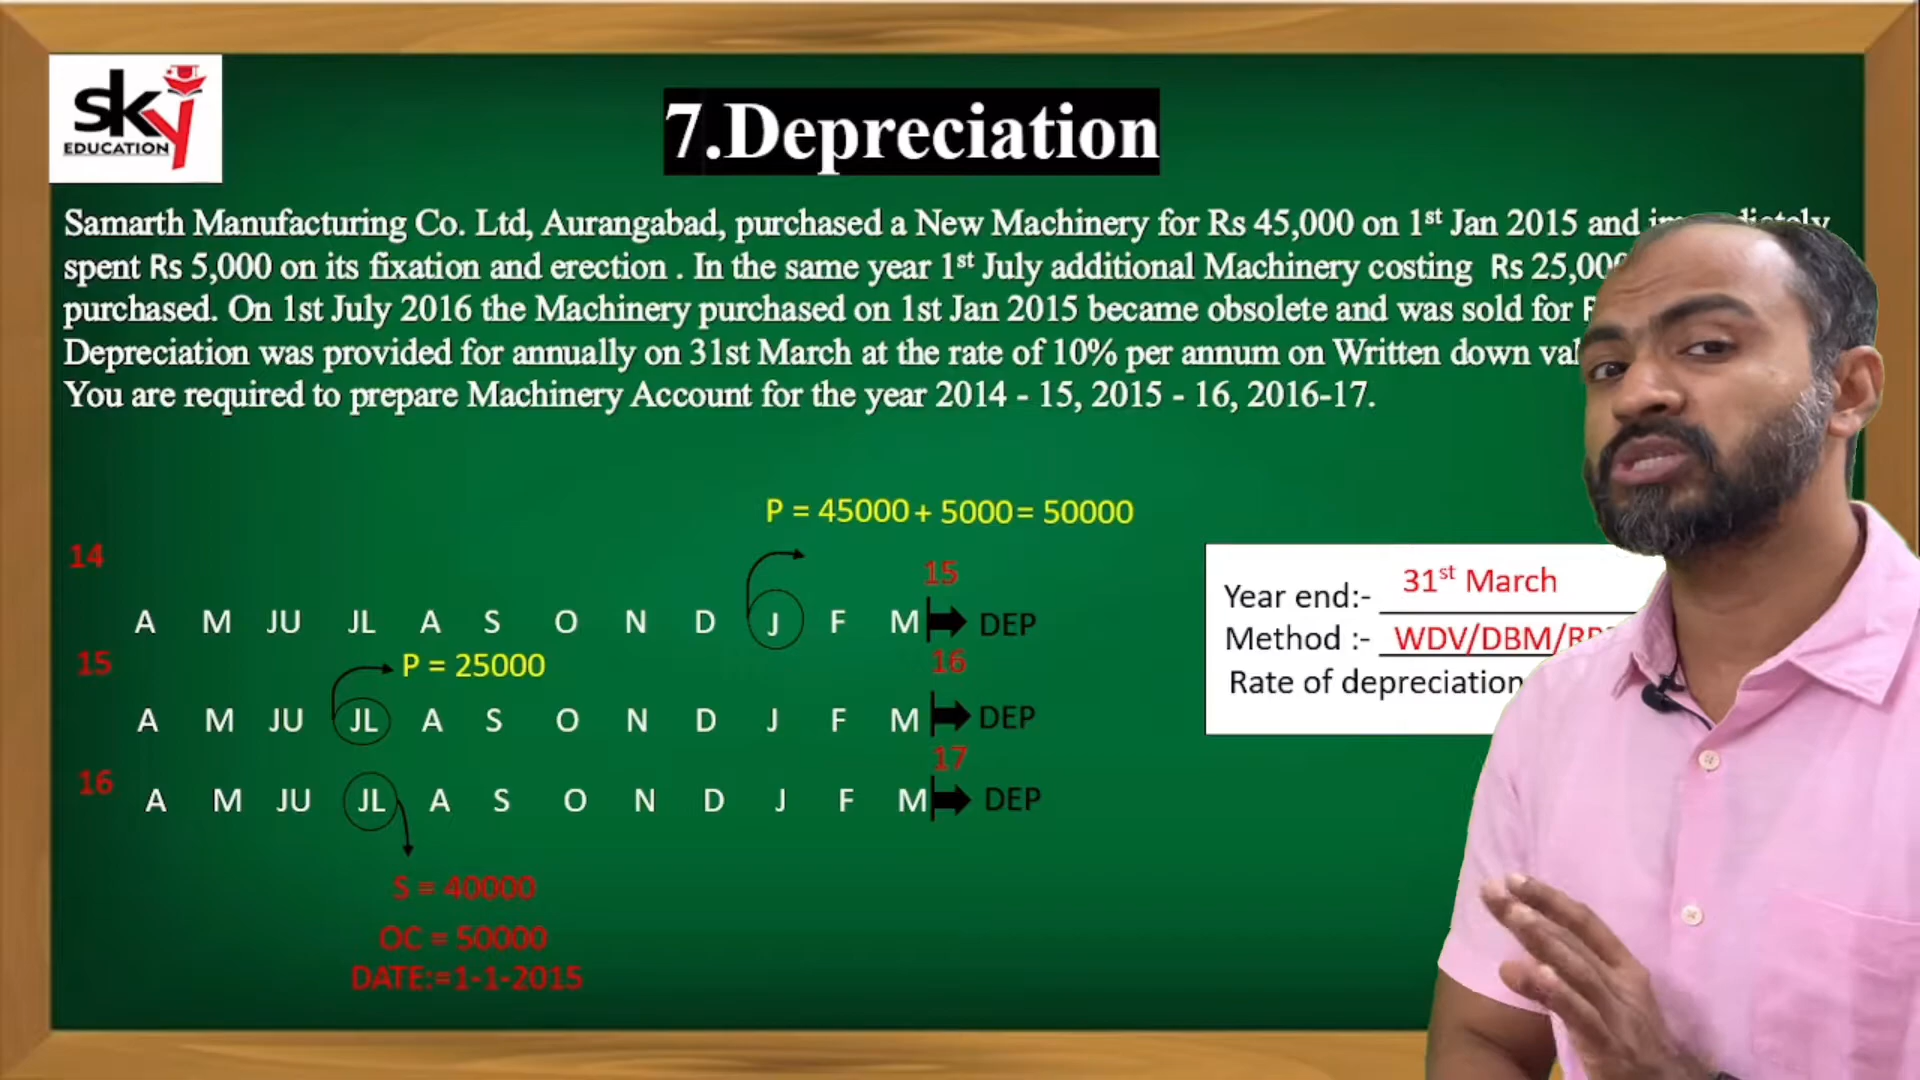 sky
EDUCATION
7.Depreciation
Samarth Manufacturing Co. Ltd, Aurangabad, purchased a New Machinery for Rs 45,000 on 1st Jan 2015 and immediately
spent Rs 5,000 on its fixation and erection . In the same year 1st July additional Machinery costing Rs 25,000
purchased. On 1st July 2016 the Machinery purchased on 1st Jan 2015 became obsolete and was sold for
Depreciation was provided for annually on 31st March at the rate of 10% per annum on Written down
You are required to prepare Machinery Account for the year 2014 - 15, 2015 - 16, 2016-17.
P = 45000 + 5000 = 50000
14
15
A M JU JL A S O N D J F M DEP
15
P = 25000
16
A M JU JL A S O N D J F M DEP
16
17
A M JU JL A S O N D J F M DEP
S = 40000
OC = 50000
DATE:=1-1-2015
Year end:- 31st March
Method :- WDV/DBM/
Rate of depreciation